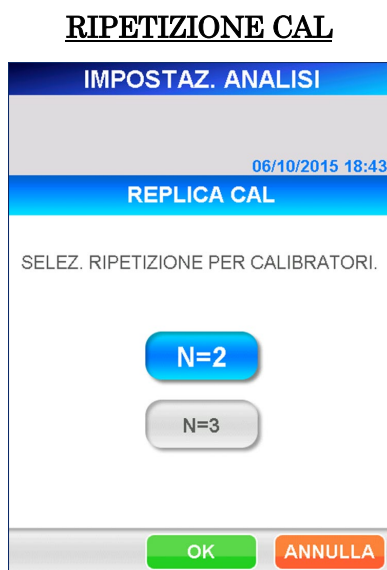 RIPETIZIONE CAL
IMPOSTAZ. ANALISI
06/10/2015 18:43
REPLICA CAL
SELEZ. RIPETIZIONE PER CALIBRATORI.
N=2
N=3
OK
ANNULLA